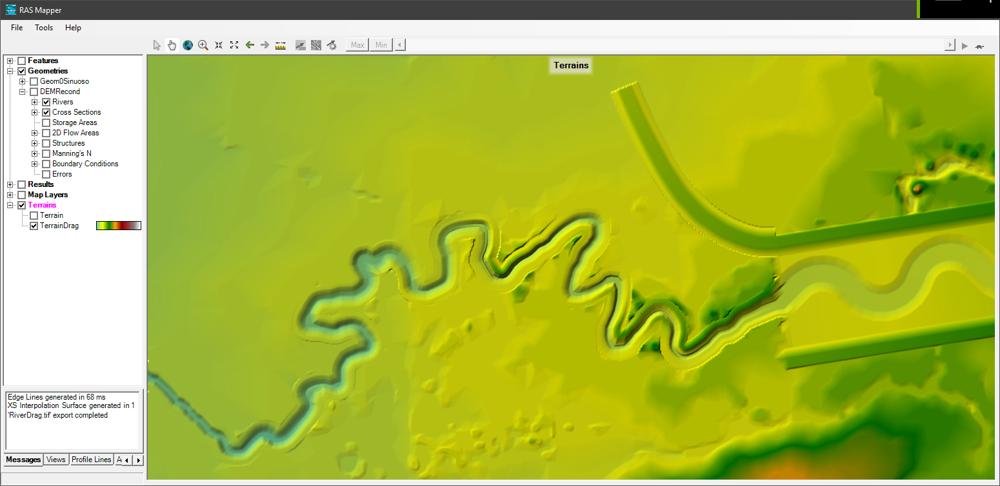 RAS Mapper
File Tools Help
Max Min
Features
Geometries
Geom0Sinuoso
DEMRecond
Rivers
Cross Sections
Storage Areas
2D Flow Areas
Structures
Manning's N
Boundary Conditions
Errors
Results
Map Layers
Terrains
Terrain
TerrainDrag
Terrains
Edge Lines generated in 68 ms
XS Interpolation Surface generated in 1
'RiverDrag.tif' export completed
Messages Views Profile Lines A